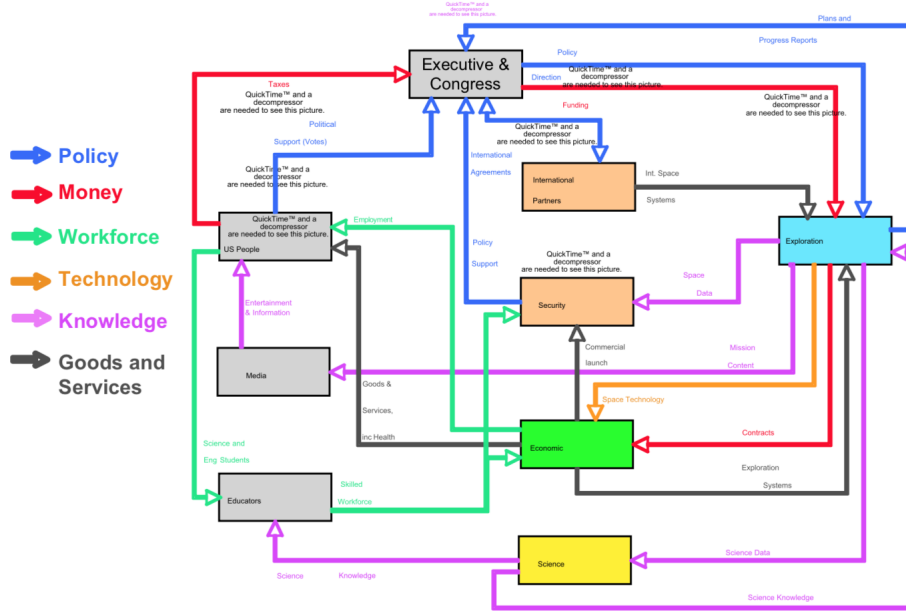 QuickTime™ and a
decompressor
are needed to see this picture.
Plans and
Progress Reports
Executive &
Congress
Policy
Direction
QuickTime™ and a
decompressor
are needed to see this picture.
Funding
QuickTime™ and a
decompressor
are needed to see this picture.
Taxes
QuickTime™ and a
decompressor
are needed to see this picture.
Political
Support (Votes)
QuickTime™ and a
decompressor
are needed to see this picture.
International
Agreements
QuickTime™ and a
decompressor
are needed to see this picture.
International
Partners
Int. Space
Systems
Policy
Money
Workforce
Technology
Knowledge
Goods and
Services
QuickTime™ and a
decompressor
are needed to see this picture.
US People
Employment
Exploration
Policy
Support
QuickTime™ and a
decompressor
are needed to see this picture.
Security
Space
Data
Entertainment
& Information
Media
Commercial
launch
Mission
Content
Goods &
Services,
inc Health
Space Technology
Economic
Contracts
Science and
Eng. Students
Exploration
Systems
Educators
Skilled
Workforce
Science
Science Data
Science Knowledge
Science Knowledge